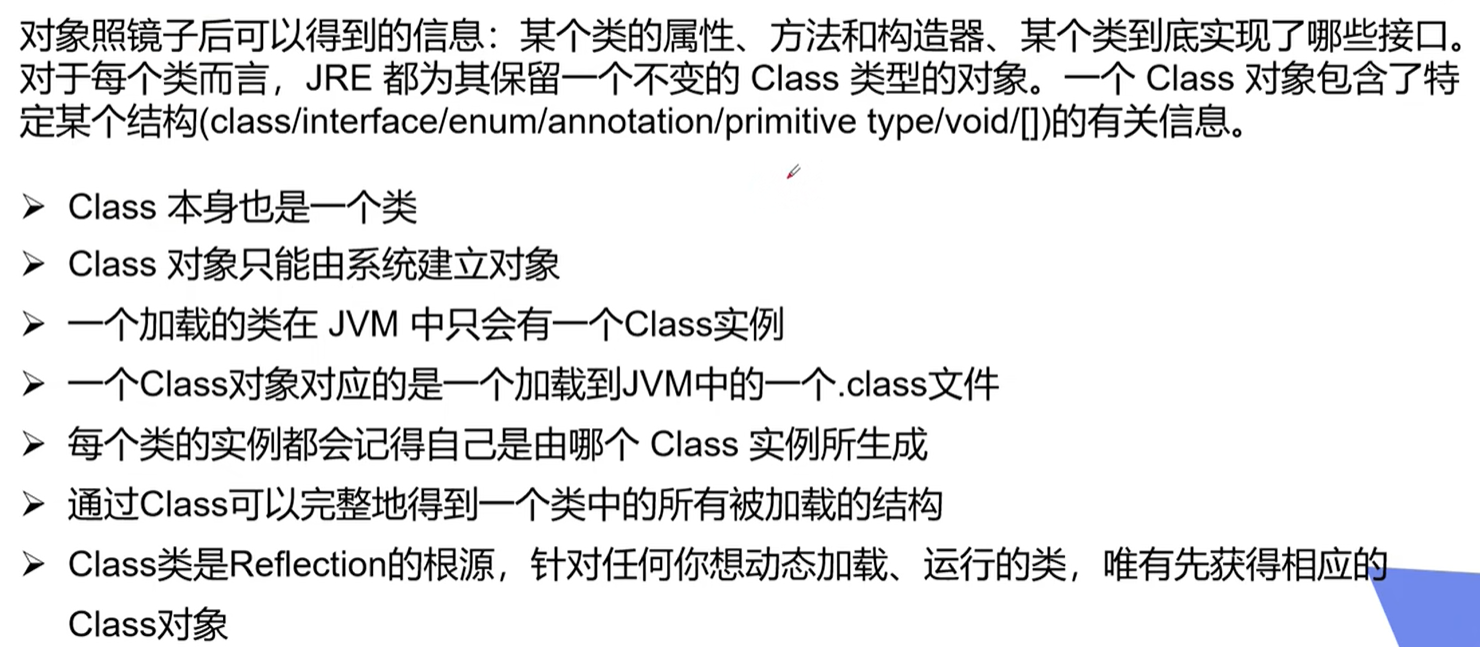 对象照镜子后可以得到的信息：某个类的属性、方法和构造器、某个类到底实现了哪些接口。
对于每个类而言，JRE 都为其保留一个不变的 Class 类型的对象。一个 Class 对象包含了特
定某个结构(class/interface/enum/annotation/primitive type/void/[])的有关信息。
➢ Class 本身也是一个类
➢ Class 对象只能由系统建立对象
➢ 一个加载的类在 JVM 中只会有一个Class实例
➢ 一个Class对象对应的是一个加载到JVM中的一个.class文件
➢ 每个类的实例都会记得自己是由哪个 Class 实例所生成
➢ 通过Class可以完整地得到一个类中的所有被加载的结构
➢ Class类是Reflection的根源，针对任何你想动态加载、运行的类，唯有先获得相应的
Class对象